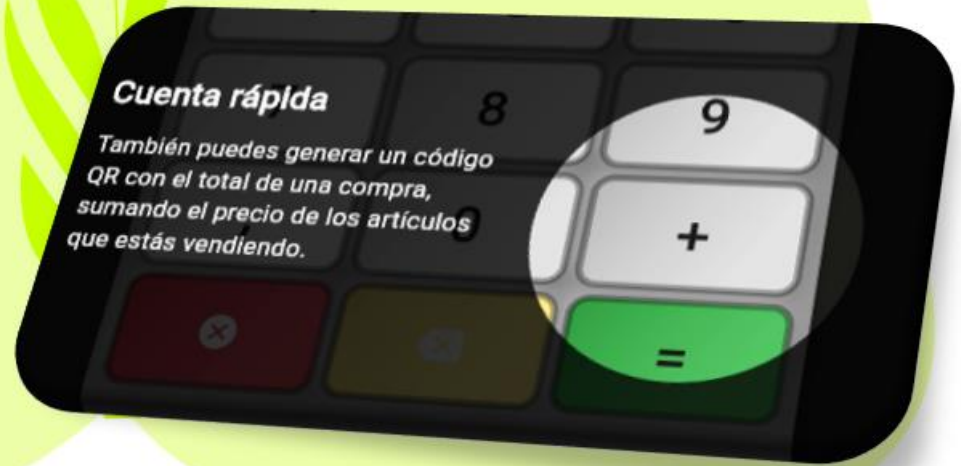 Cuenta rápida
También puedes generar un código
QR con el total de una compra,
sumando el precio de los artículos
que estás vendiendo.
8
9
0
+
=